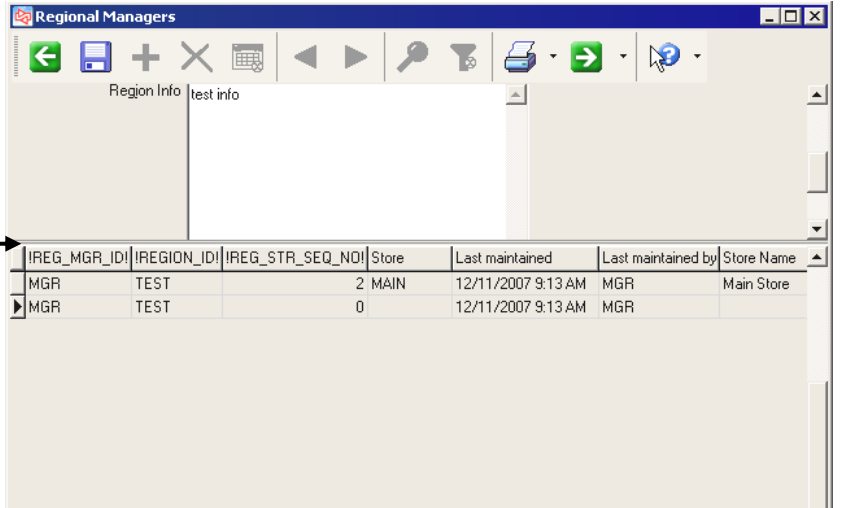 Regional Managers
Region Info test info
!REG_MGR_ID! !REGION_ID! !REG_STR_SEQ_NO! Store Last maintained Last maintained by Store Name
MGR TEST 2 MAIN 12/11/2007 9:13 AM MGR Main Store
MGR TEST 0 12/11/2007 9:13 AM MGR